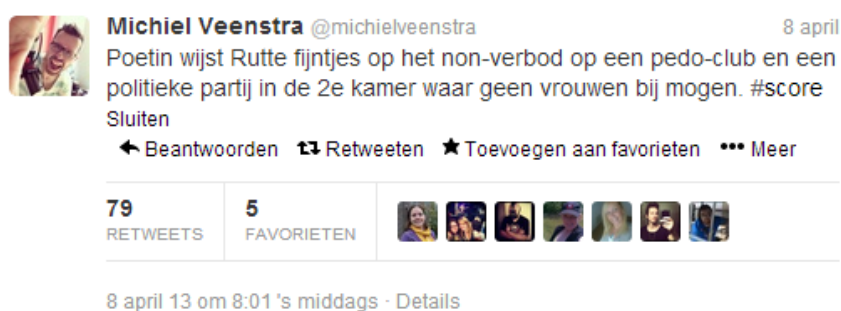 Michiel Veenstra @michielveenstra 8 april
Poetin wijst Rutte fijntjes op het non-verbod op een pedo-club en een
politieke partij in de 2e kamer waar geen vrouwen bij mogen. #score
Sluiten
Beantwoorden Retweeten Toevoegen aan favorieten Meer
79 5
RETWEETS FAVORIETEN
8 april 13 om 8:01 's middags · Details